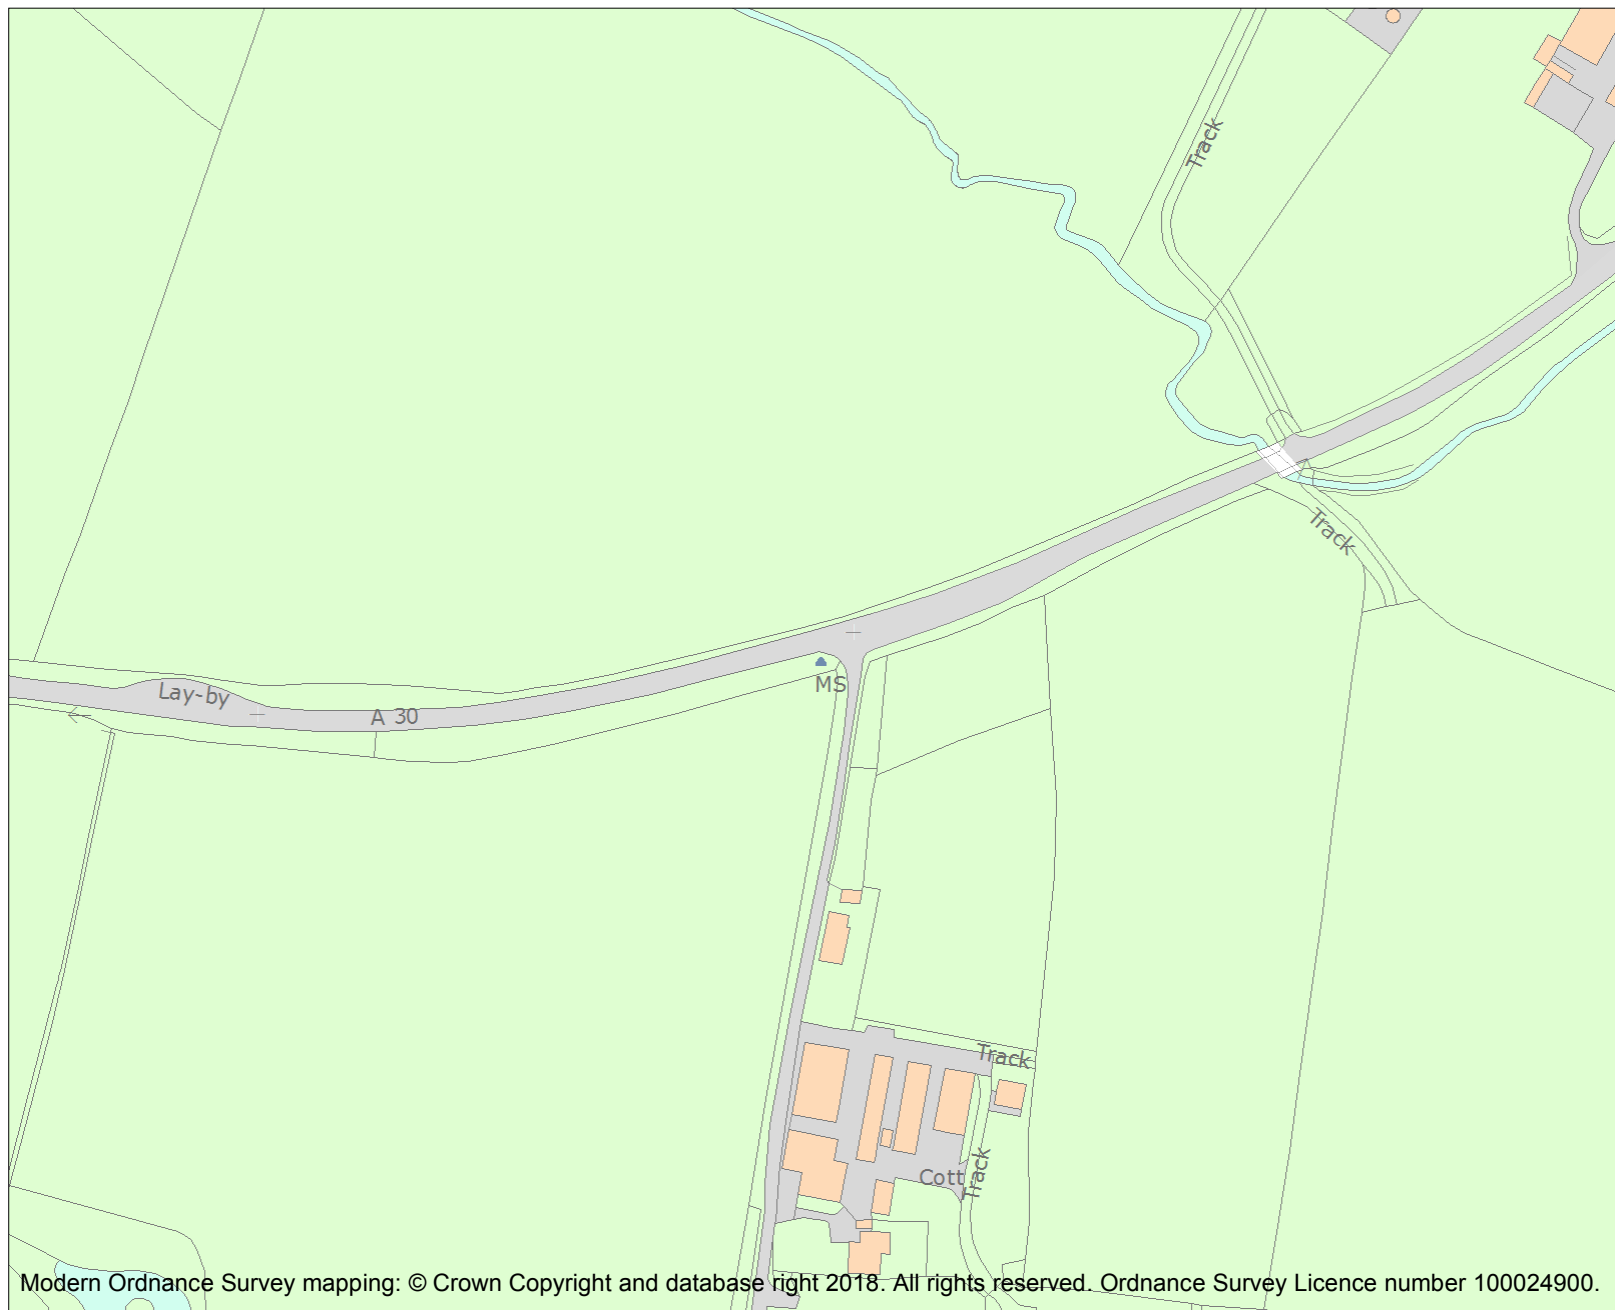 Track
Track
MS
Lay-by
A 30
Track
Track
Cott
Modern Ordnance Survey mapping: © Crown Copyright and database right 2018. All rights reserved. Ordnance Survey Licence number 100024900.